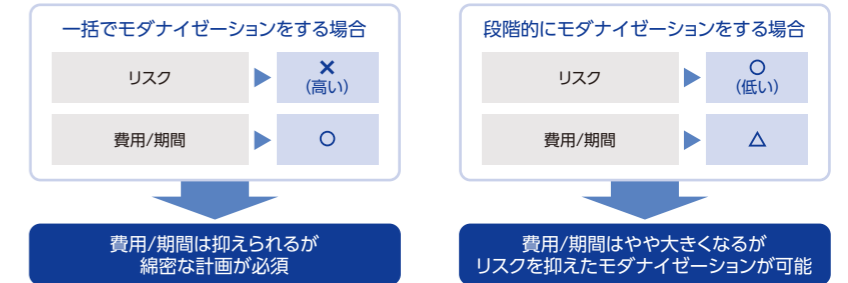 一括でモダナイゼーションをする場合
リスク
×
(高い)
費用/期間
○
費用/期間は抑えられるが
綿密な計画が必須
段階的にモダナイゼーションをする場合
リスク
○
(低い)
費用/期間
△
費用/期間はやや大きくなるが
リスクを抑えたモダナイゼーションが可能